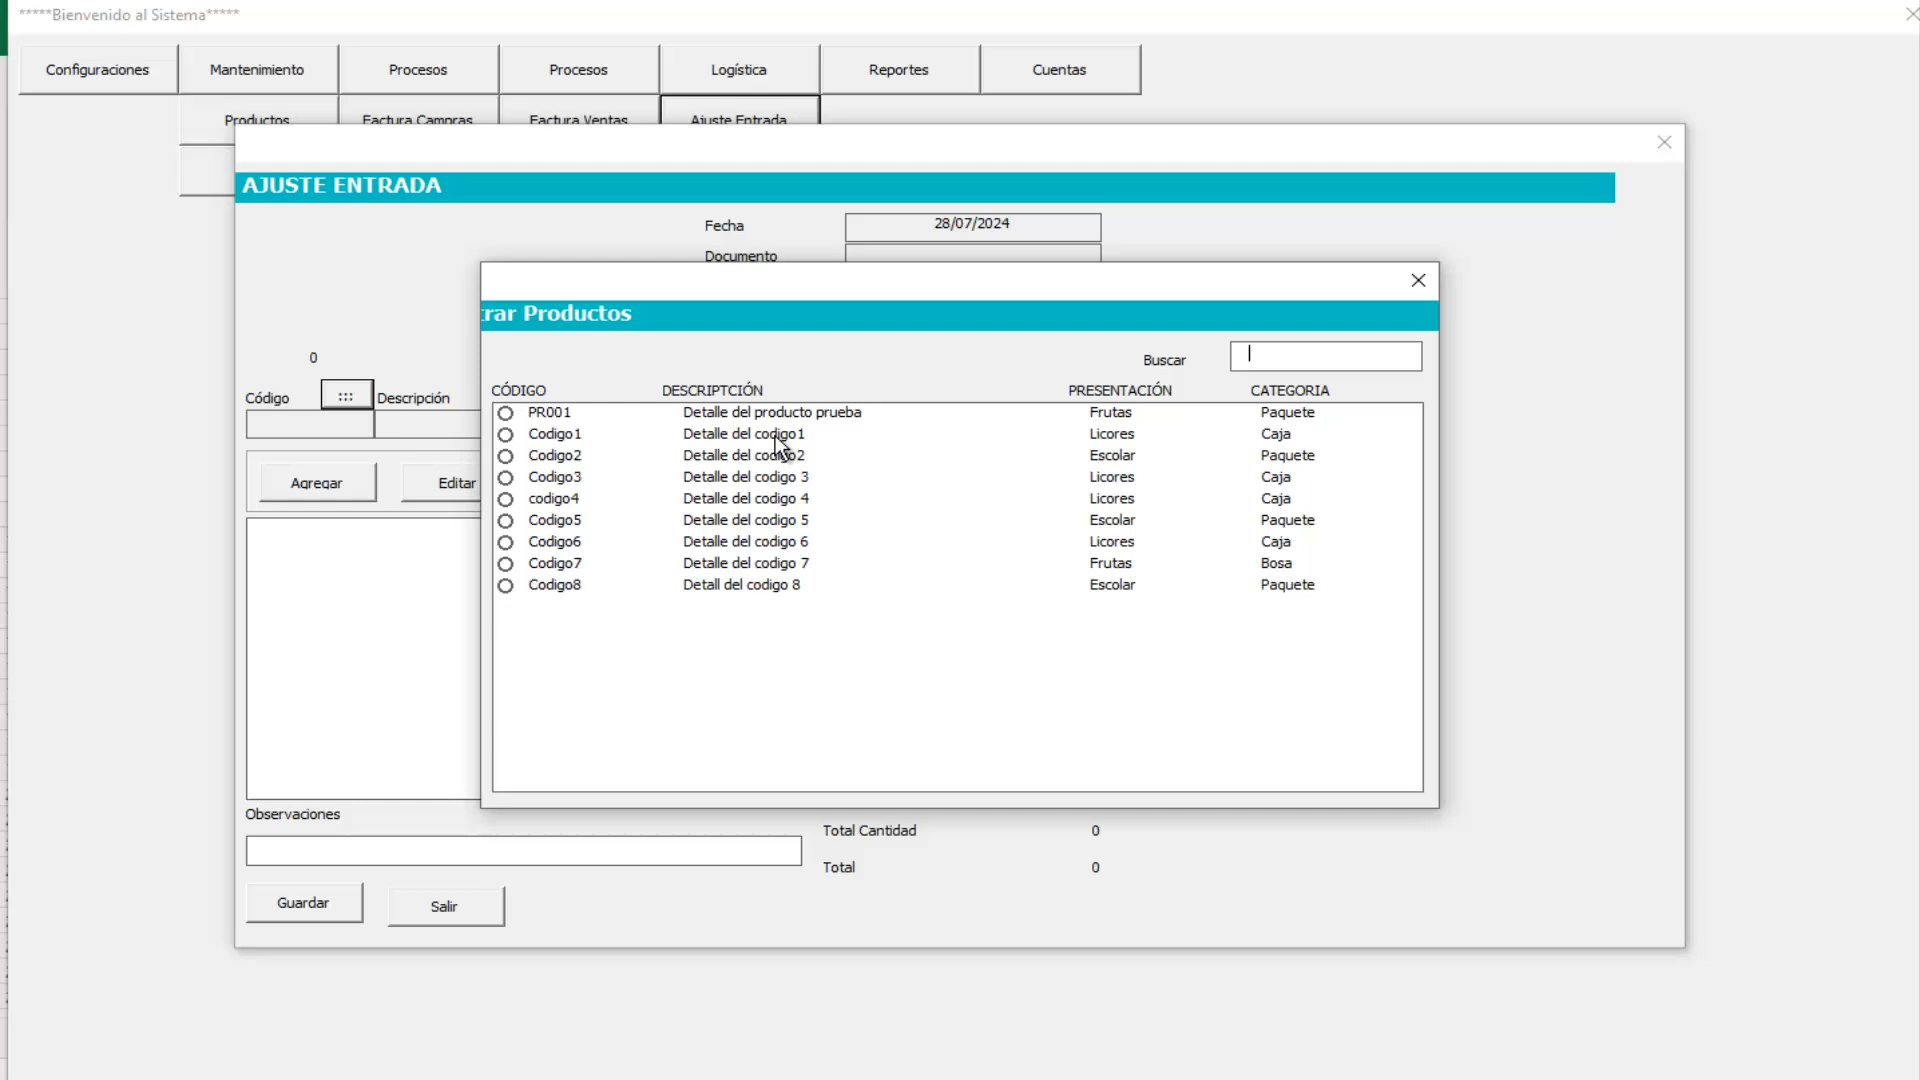 *****Bienvenido al Sistema*****
Configuraciones Mantenimiento Procesos Procesos Logística Reportes Cuentas
Productos Factura Campras Factura Ventas Ajuste Entrada
AJUSTE ENTRADA
Fecha 28/07/2024
Documento
trar Productos
0
Buscar
Código ::: Descripción
CÓDIGO DESCRIPTCIÓN PRESENTACIÓN CATEGORIA
PR001 Detalle del producto prueba Frutas Paquete
Codigo1 Detalle del codigo1 Licores Caja
Codigo2 Detalle del codigo2 Escolar Paquete
Codigo3 Detalle del codigo 3 Licores Caja
codigo4 Detalle del codigo 4 Licores Caja
Codigo5 Detalle del codigo 5 Escolar Paquete
Codigo6 Detalle del codigo 6 Licores Caja
Codigo7 Detalle del codigo 7 Frutas Bosa
Codigo8 Detall del codigo 8 Escolar Paquete
Agregar Editar
Observaciones
Total Cantidad 0
Total 0
Guardar Salir